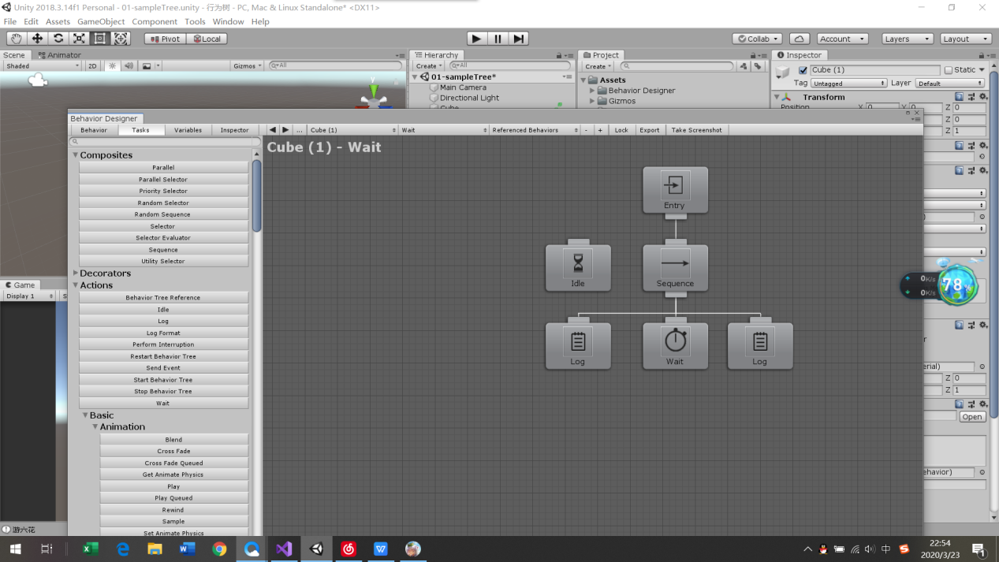 Unity 2018.3.14f1 Personal - 01-sampleTree.unity - 行为树 - PC, Mac & Linux Standalone* <DX11>
File Edit Assets GameObject Component Tools Window Help
Pivot Local Collab Account Layers Layout
Scene Animator Hierarchy Project Inspector
Shaded 2D Gizmos All Create All Create Cube (1) Static
01-sampleTree* Assets Tag Untagged Layer Default
Main Camera Behavior Designer
Directional Light Gizmos Transform
Cube Position X 0 Y 0 Z 0
Z 0
Z 1
Behavior Designer
Behavior Tasks Variables Inspector ... Cube (1) Wait Referenced Behaviors - + Lock Export Take Screenshot
Cube (1) - Wait
Composites
Parallel
Parallel Selector
Priority Selector
Random Selector
Random Sequence
Selector
Selector Evaluator
Sequence
Utility Selector
Decorators
Actions
Behavior Tree Reference
Idle
Log
Log Format
Perform Interruption
Restart Behavior Tree
Send Event
Start Behavior Tree
Stop Behavior Tree
Wait
Basic
Animation
Blend
Cross Fade
Cross Fade Queued
Get Animate Physics
Play
Play Queued
Rewind
Sample
Set Animate Physics
Entry
Idle Sequence
Log Wait Log
Game
Display 1 S
0K/s
0K/s
78%
r
erial)
Z 0
Z 1
Open
ehavior)
游六花
中
22:54
2020/3/23
1